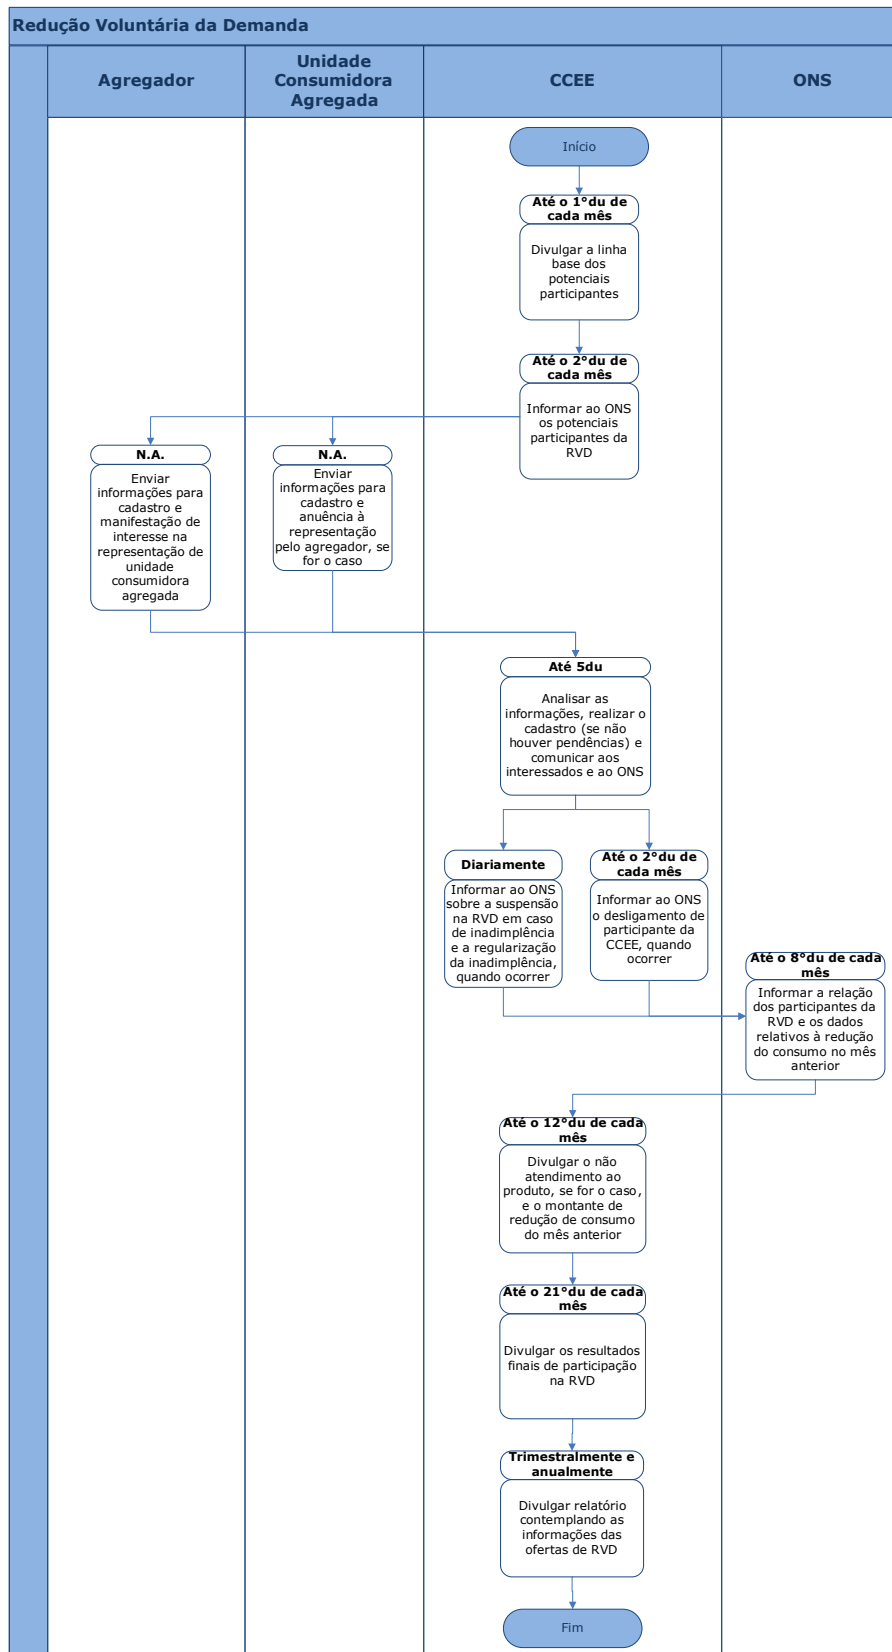 Redução Voluntária da Demanda
Agregador
Unidade
Consumidora
Agregada
CCEE
ONS
Início
Até o 1°du de
cada mês
Divulgar a linha
base dos
potenciais
participantes
Até o 2°du de
cada mês
Informar ao ONS
os potenciais
participantes da
RVD
N.A.
Enviar
informações para
cadastro e
manifestação de
interesse na
representação de
unidade
consumidora
agregada
N.A.
Enviar
informações para
cadastro e
anuência à
representação
pelo agregador, se
for o caso
Até 5du
Analisar as
informações, realizar o
cadastro (se não
houver pendências) e
comunicar aos
interessados e ao ONS
Diariamente
Informar ao ONS
sobre a suspensão
na RVD em caso
de inadimplência
e a regularização
da inadimplência,
quando ocorrer
Até o 2°du de
cada mês
Informar ao ONS
o desligamento de
participante da
CCEE, quando
ocorrer
Até o 8°du de cada
mês
Informar a relação
dos participantes da
RVD e os dados
relativos à redução
do consumo no mês
anterior
Até o 12°du de cada
mês
Divulgar o não
atendimento ao
produto, se for o caso,
e o montante de
redução de consumo
do mês anterior
Até o 21°du de cada
mês
Divulgar os resultados
finais de participação
na RVD
Trimestralmente e
anualmente
Divulgar relatório
contemplando as
informações das
ofertas de RVD
Fim